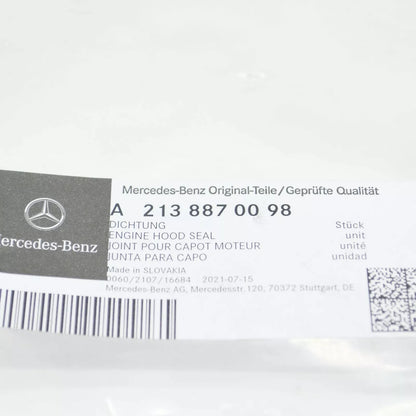 Mercedes-Benz Original-Teile/Geprüfte Qualität
A 213 887 00 98
DICHTUNG Stück
ENGINE HOOD SEAL unit
JOINT POUR CAPOT MOTEUR unité
JUNTA PARA CAPO unidad
Mercedes-Benz
Made in SLOVAKIA
0060/2107/16684 2021-07-15
Mercedes-Benz AG, Mercedesstr.120, 70372 Stuttgart, DE